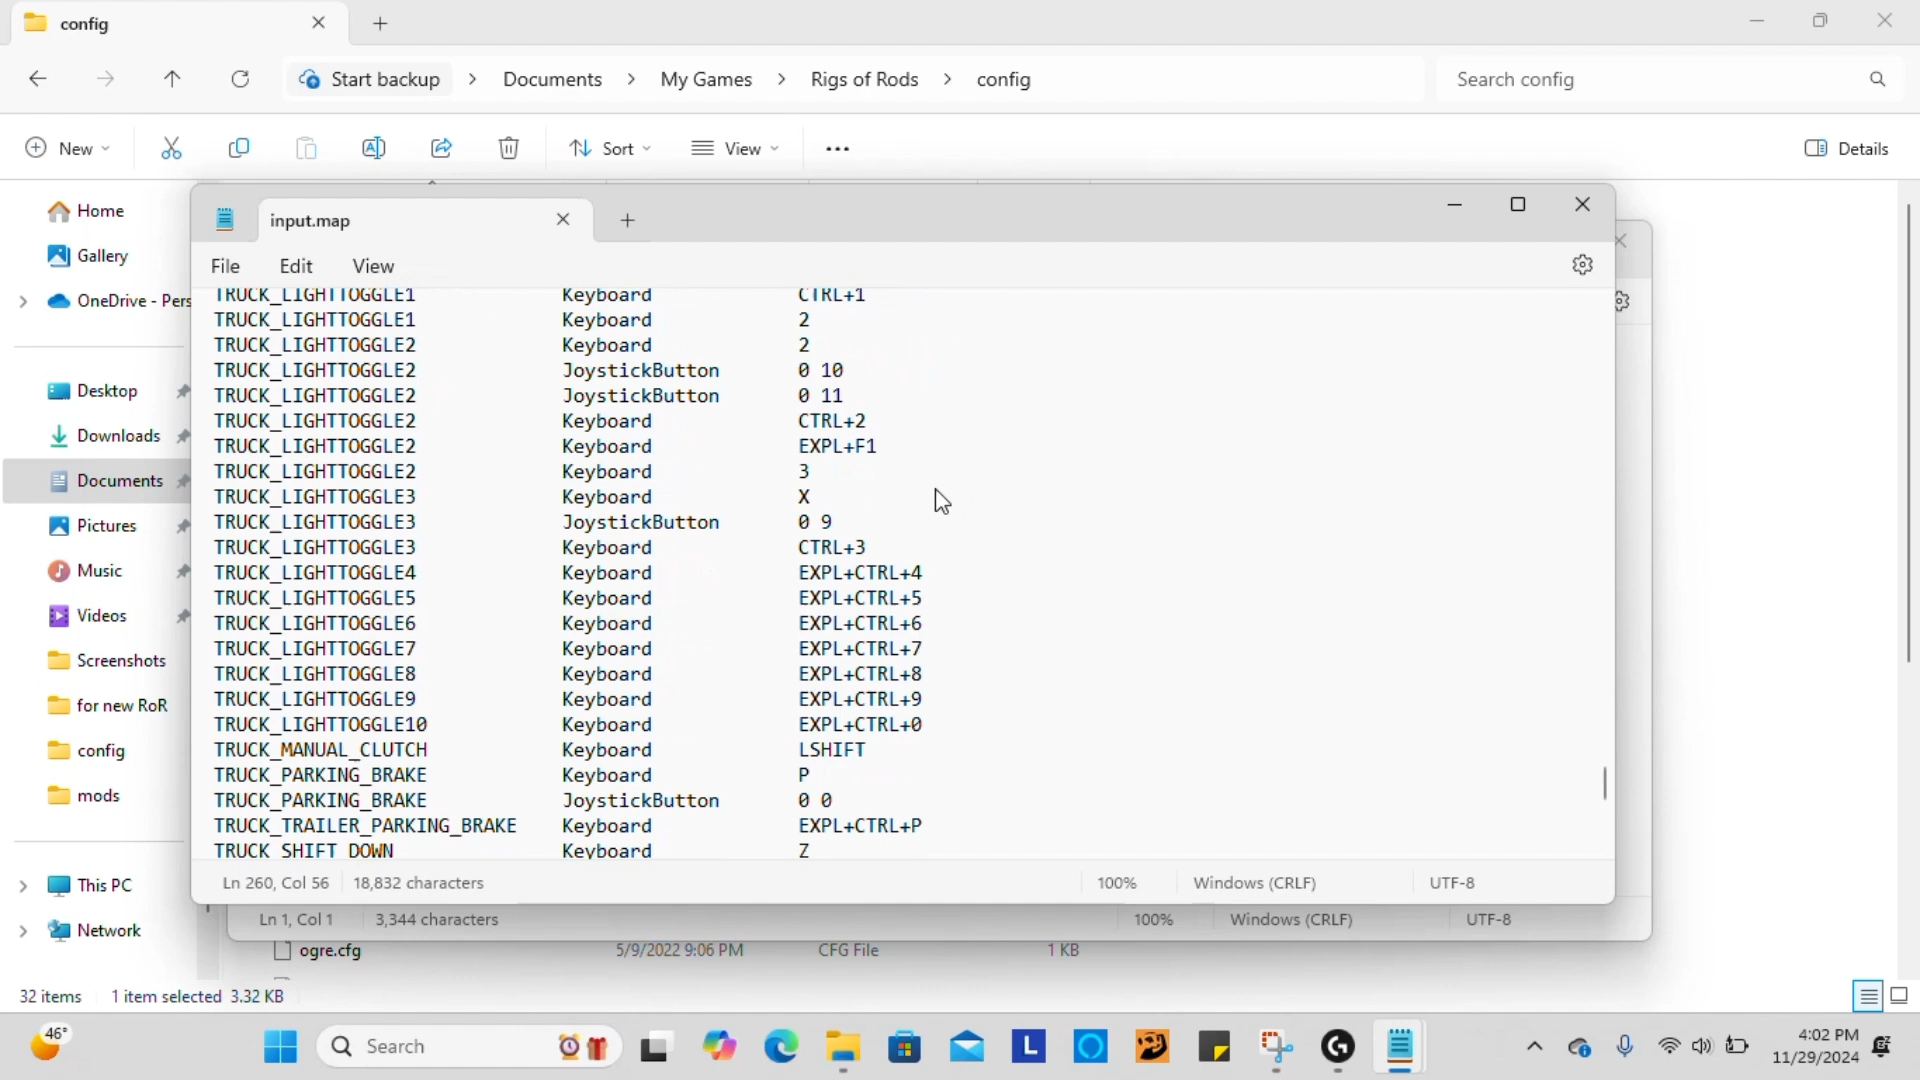 config
Start backup > Documents > My Games > Rigs of Rods > config
Search config
New
Sort
View
Details
Home
Gallery
OneDrive - Pers
Desktop
Downloads
Documents
Pictures
Music
Videos
Screenshots
for new RoR
config
mods
This PC
Network
input.map
File Edit View
TRUCK_LIGHTTOGGLE1 Keyboard CTRL+1
TRUCK_LIGHTTOGGLE1 Keyboard 2
TRUCK_LIGHTTOGGLE2 Keyboard 2
TRUCK_LIGHTTOGGLE2 JoystickButton 0 10
TRUCK_LIGHTTOGGLE2 JoystickButton 0 11
TRUCK_LIGHTTOGGLE2 Keyboard CTRL+2
TRUCK_LIGHTTOGGLE2 Keyboard EXPL+F1
TRUCK_LIGHTTOGGLE2 Keyboard 3
TRUCK_LIGHTTOGGLE3 Keyboard X
TRUCK_LIGHTTOGGLE3 JoystickButton 0 9
TRUCK_LIGHTTOGGLE3 Keyboard CTRL+3
TRUCK_LIGHTTOGGLE4 Keyboard EXPL+CTRL+4
TRUCK_LIGHTTOGGLE5 Keyboard EXPL+CTRL+5
TRUCK_LIGHTTOGGLE6 Keyboard EXPL+CTRL+6
TRUCK_LIGHTTOGGLE7 Keyboard EXPL+CTRL+7
TRUCK_LIGHTTOGGLE8 Keyboard EXPL+CTRL+8
TRUCK_LIGHTTOGGLE9 Keyboard EXPL+CTRL+9
TRUCK_LIGHTTOGGLE10 Keyboard EXPL+CTRL+0
TRUCK_MANUAL_CLUTCH Keyboard LSHIFT
TRUCK_PARKING_BRAKE Keyboard P
TRUCK_PARKING_BRAKE JoystickButton 0 0
TRUCK_TRAILER_PARKING_BRAKE Keyboard EXPL+CTRL+P
TRUCK_SHIFT_DOWN Keyboard Z
Ln 260, Col 56 18,832 characters 100% Windows (CRLF) UTF-8
Ln 1, Col 1 3,344 characters 100% Windows (CRLF) UTF-8
ogre.cfg 5/9/2022 9:06 PM CFG File 1 KB
32 items 1 item selected 3.32 KB
46°
Search
L
4:02 PM
11/29/2024